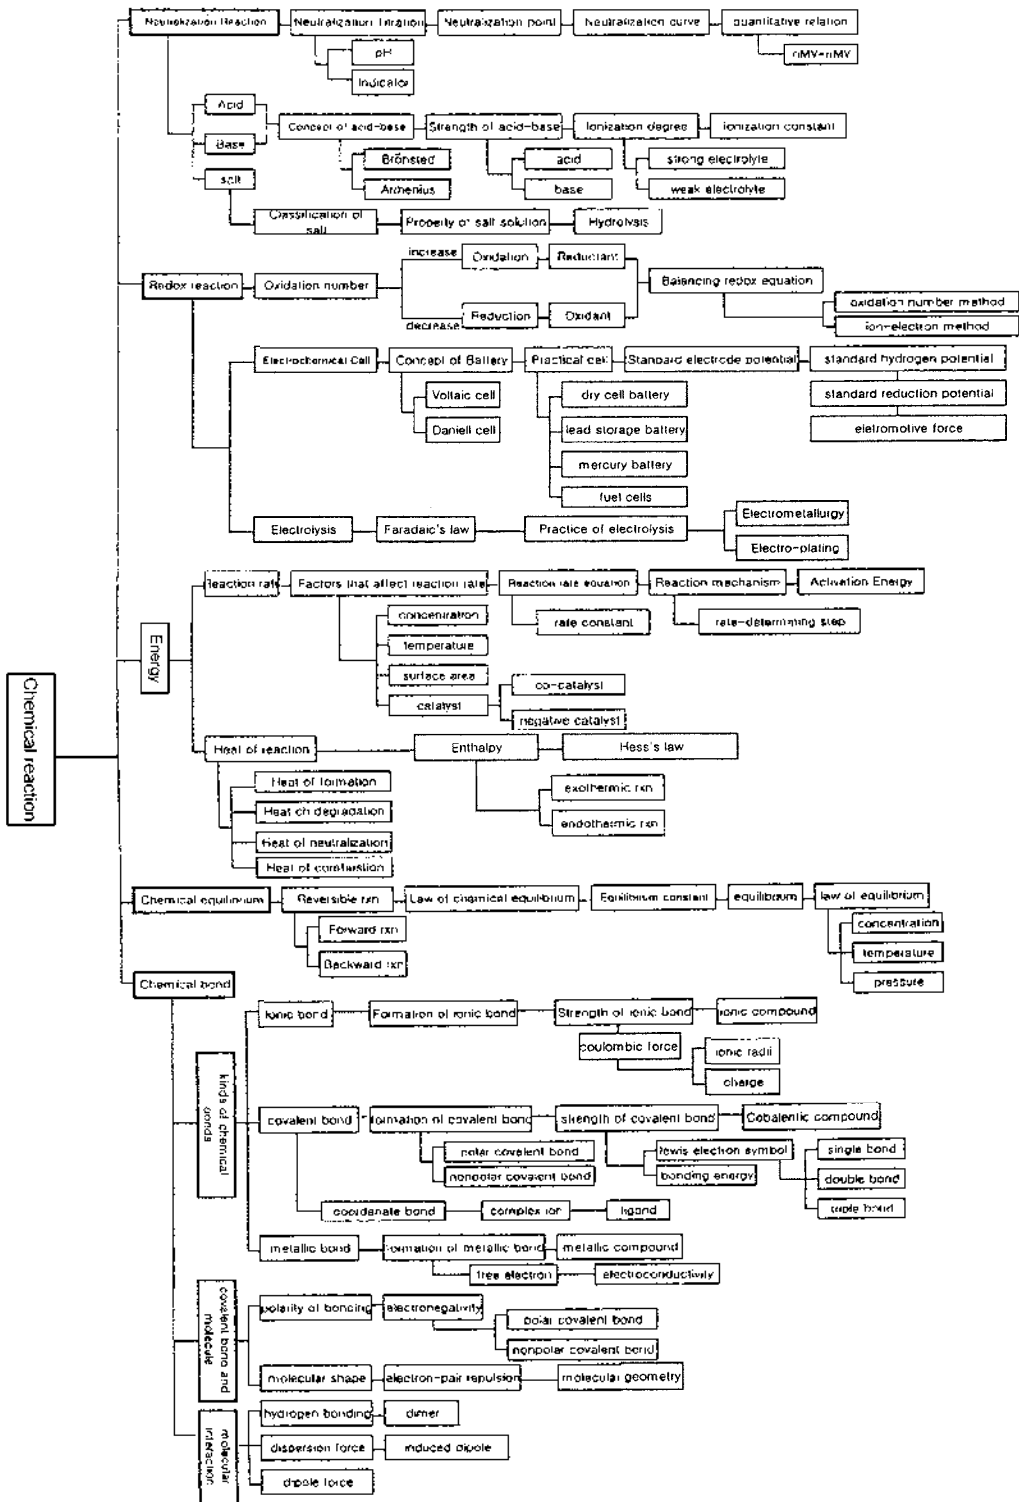 Neutralization Reaction
Neutralization Titration
Neutralization point
Neutralization curve
quantitative relation
pH
Indicator
nMV=nMV
Acid
Base
salt
Concept of acid-base
Strength of acid-base
Ionization degree
ionization constant
Brönsted
Arrhenius
acid
base
strong electrolyte
weak electrolyte
Classification of
salt
Property of salt solution
Hydrolysis
Redox reaction
Oxidation number
increase
Oxidation
Reductant
decrease
Reduction
Oxidant
Balancing redox equation
oxidation number method
ion-electron method
Electrochemical Cell
Concept of Battery
Practical cell
Standard electrode potential
standard hydrogen potential
standard reduction potential
eletromotive force
Voltaic cell
Daniell cell
dry cell battery
lead storage battery
mercury battery
fuel cells
Electrolysis
Faradaic's law
Practice of electrolysis
Electrometallurgy
Electro-plating
Chemical reaction
Energy
Reaction rate
Factors that affect reaction rate
Reaction rate equation
Reaction mechanism
Activation Energy
concentration
temperature
surface area
catalyst
rate constant
rate-determining step
co-catalyst
negative catalyst
Heat of reaction
Enthalpy
Hess's law
Heat of formation
Heat of degradation
Heat of neutralization
Heat of combustion
exothermic rxn
endothermic rxn
Chemical equilibrium
Reversible rxn
Law of chemical equilibrium
Equilibrium constant
equilibrium
law of equilibrium
Forward rxn
Backward rxn
concentration
temperature
pressure
Chemical bond
kinds of chemical
bonds
Ionic bond
Formation of ionic bond
Strength of ionic bond
ionic compound
coulombic force
ionic radii
charge
covalent bond
formation of covalent bond
strength of covalent bond
Cobalentic compound
polar covalent bond
nonpolar covalent bond
lewis electron symbol
bonding energy
single bond
double bond
triple bond
coordanate bond
complex ion
ligand
metallic bond
formation of metallic bond
metallic compound
free electron
electroconductivity
covalent bond and
molecule
polarity of bonding
electronegativity
polar covalent bond
nonpolar covalent bond
molecular shape
electron-pair repulsion
molecular geometry
molecular
interaction
hydrogen bonding
dimer
dispersion force
induced dipole
dipole force